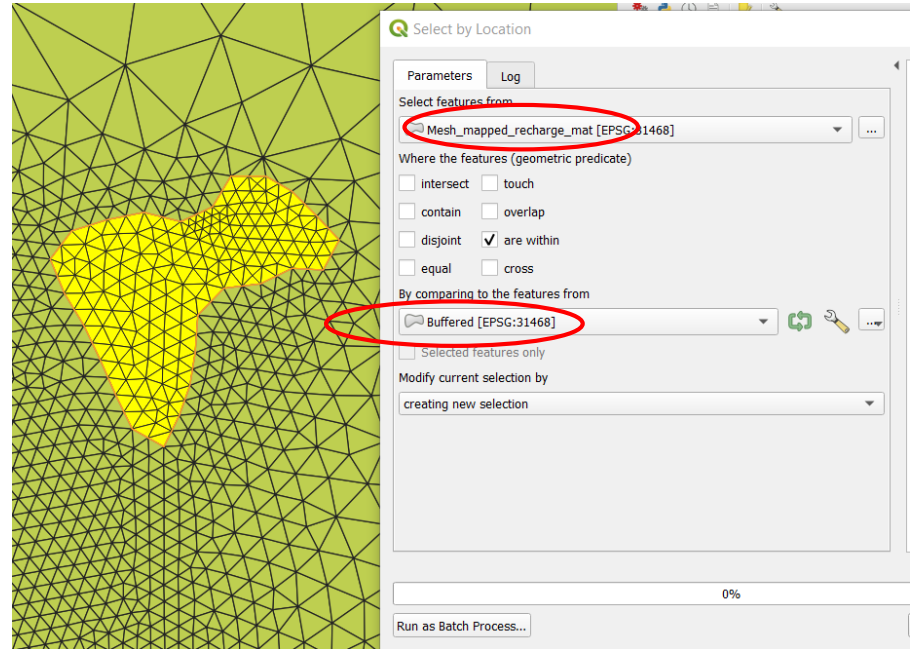 Select by Location
Parameters Log
Select features from
Mesh_mapped_recharge_mat [EPSG:31468]
...
Where the features (geometric predicate)
intersect touch
contain overlap
disjoint are within
equal cross
By comparing to the features from
Buffered [EPSG:31468]
...
Selected features only
Modify current selection by
creating new selection
0%
Run as Batch Process...